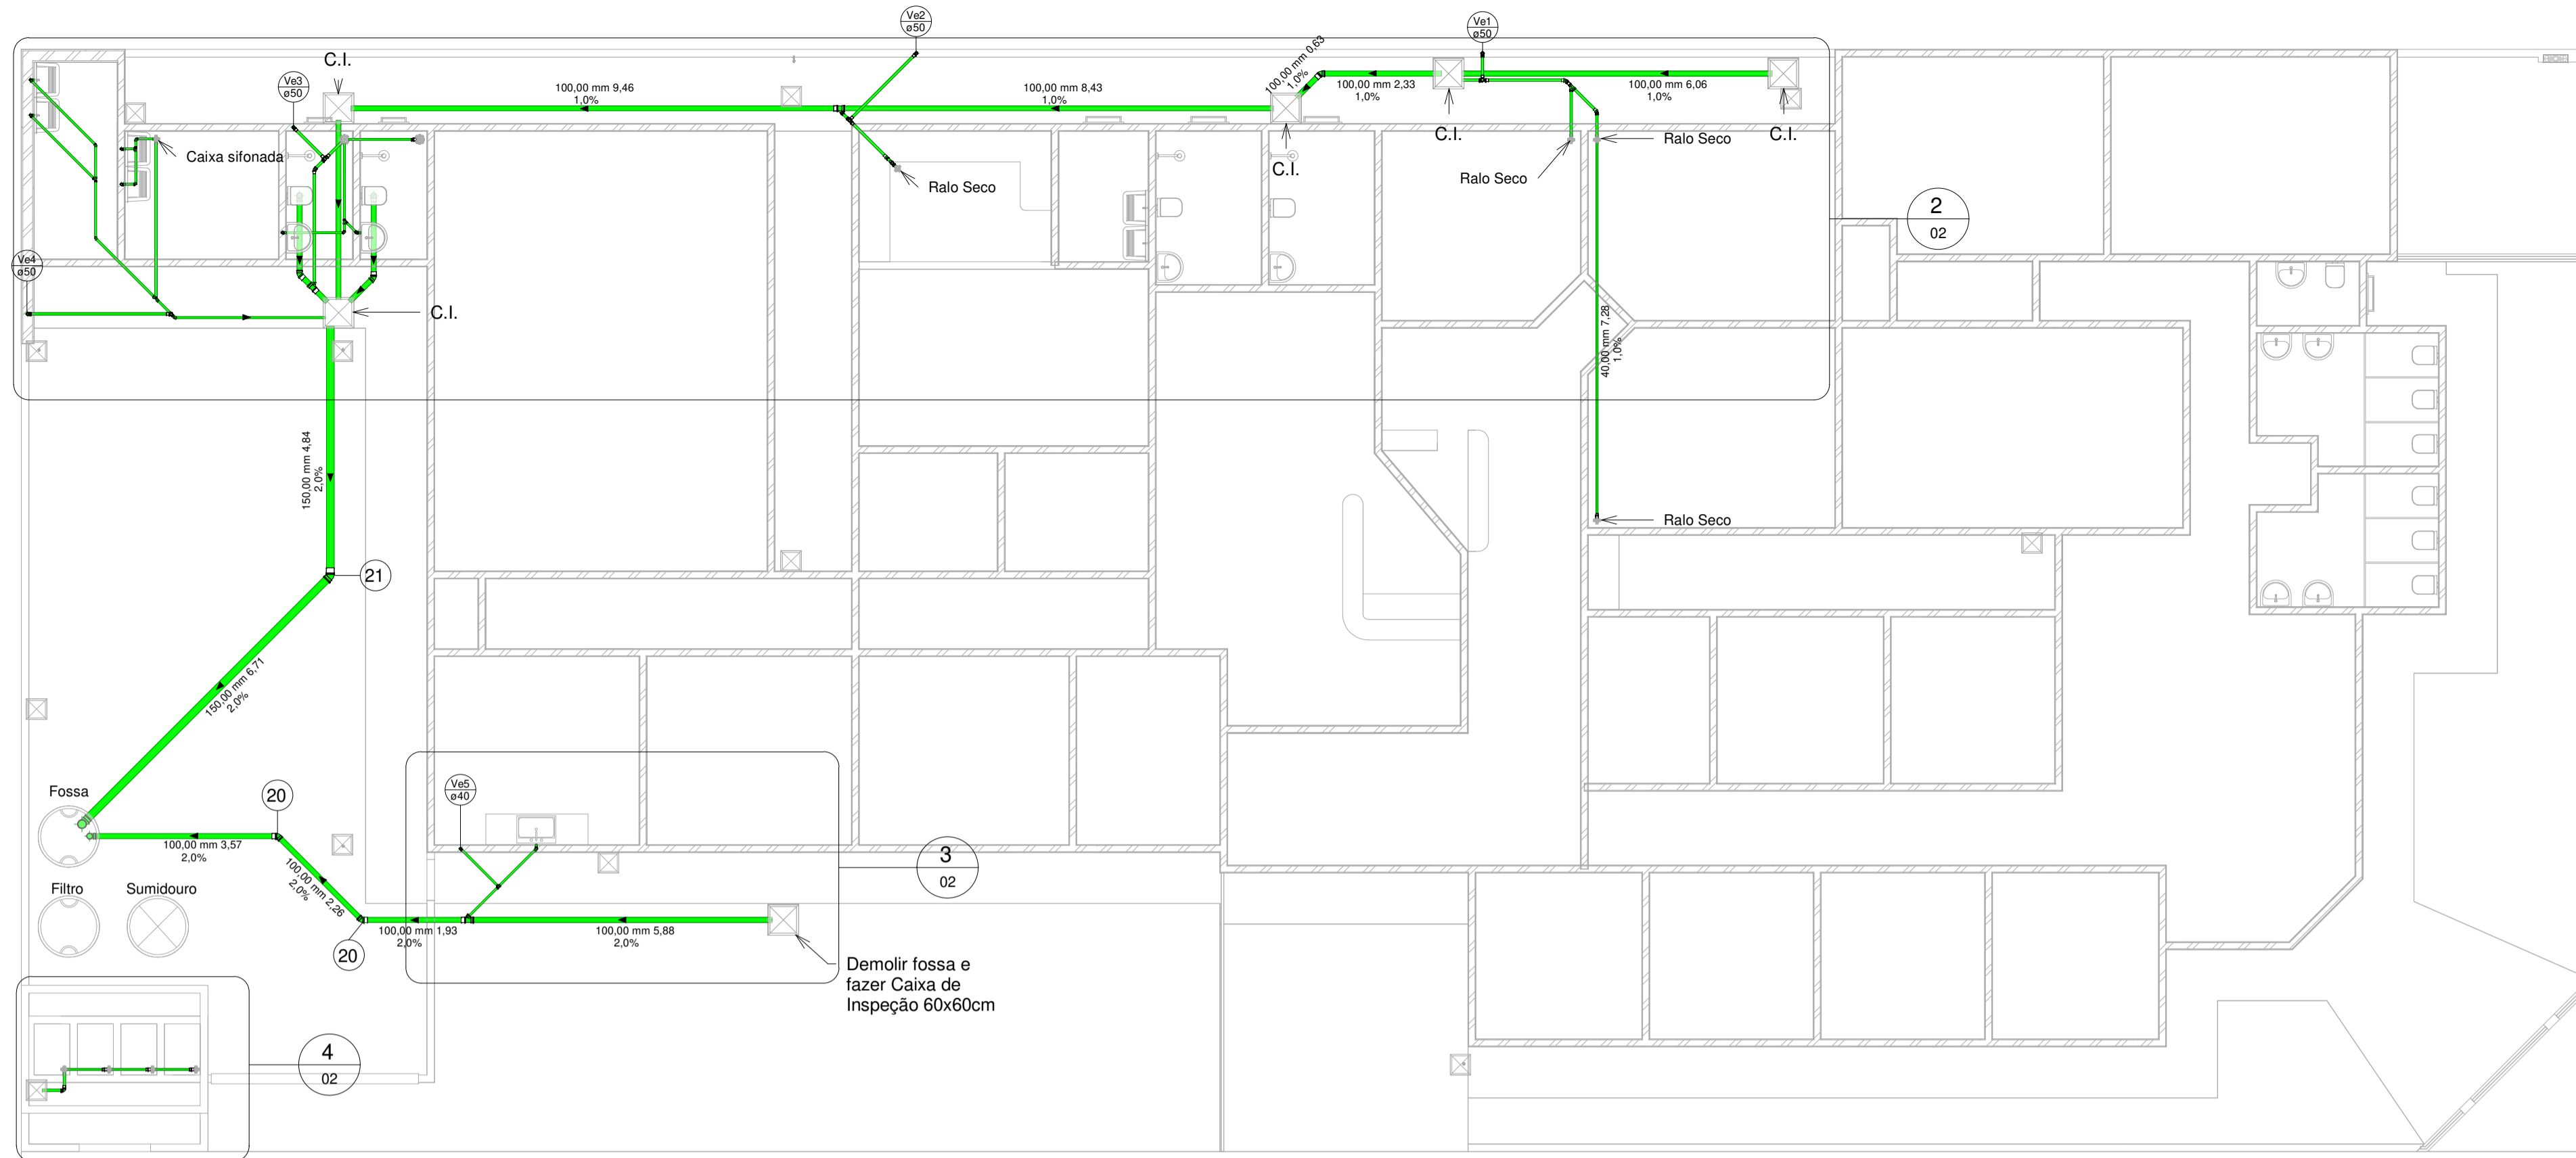 Ve2
ø50
Ve1
ø50
C.I.
Ve3
ø50
100,00 mm 9,46
1,0%
100,00 mm 8,43
1,0%
100,00 mm 0,63
1,0%
100,00 mm 2,33
1,0%
100,00 mm 6,06
1,0%
C.I.
C.I.
C.I.
Caixa sifonada
Ralo Seco
Ralo Seco
Ralo Seco
2
02
Ve4
ø50
C.I.
40,00 mm 7,28
1,0%
150,00 mm 4,84
2,0%
Ralo Seco
21
150,00 mm 6,71
2,0%
Fossa
20
Ve5
ø40
100,00 mm 3,57
2,0%
3
02
Filtro
Sumidouro
100,00 mm 2,26
2,0%
100,00 mm 1,93
2,0%
100,00 mm 5,88
2,0%
20
Demolir fossa e
fazer Caixa de
Inspeção 60x60cm
4
02